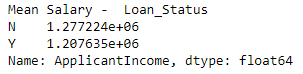 Mean Salary -  Loan_Status
N    1.277224e+06
Y    1.207635e+06
Name: ApplicantIncome, dtype: float64